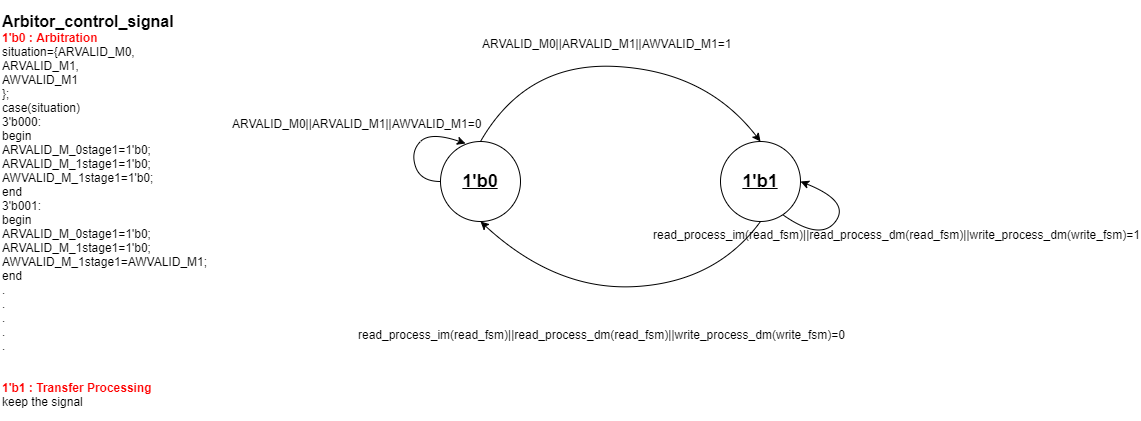 Arbitor_control_signal
1'b0 : Arbitration
situation={ARVALID_M0,
ARVALID_M1,
AWVALID_M1
};
case(situation)
3'b000:
begin
ARVALID_M_0stage1=1'b0;
ARVALID_M_1stage1=1'b0;
AWVALID_M_1stage1=1'b0;
end
3'b001:
begin
ARVALID_M_0stage1=1'b0;
ARVALID_M_1stage1=1'b0;
AWVALID_M_1stage1=AWVALID_M1;
end
.
.
.
.
.
1'b1 : Transfer Processing
keep the signal
ARVALID_M0||ARVALID_M1||AWVALID_M1=1
ARVALID_M0||ARVALID_M1||AWVALID_M1=0
1'b0
1'b1
read_process_im(read_fsm)||read_process_dm(read_fsm)||write_process_dm(write_fsm)=1
read_process_im(read_fsm)||read_process_dm(read_fsm)||write_process_dm(write_fsm)=0